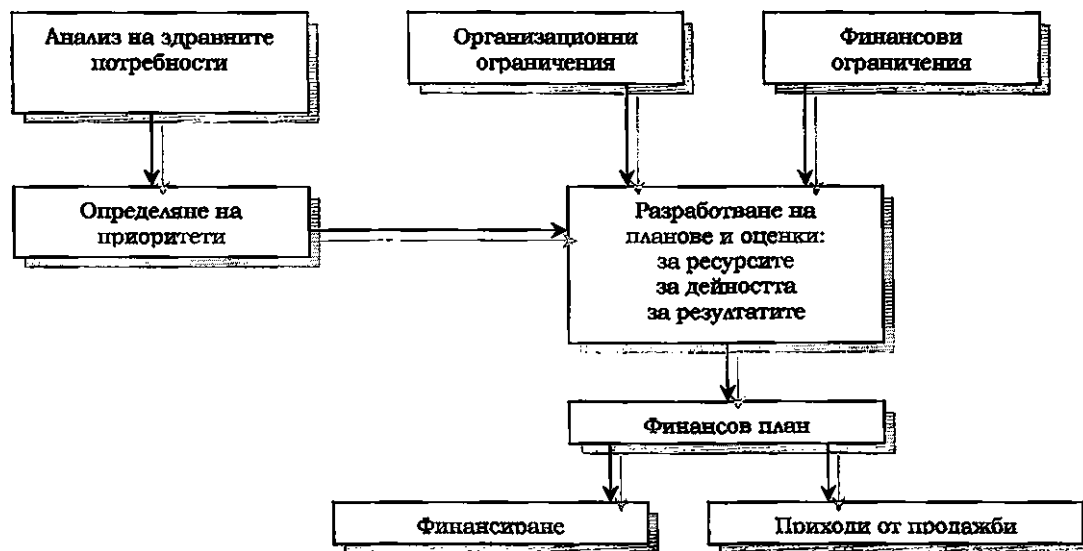 Анализ на здравните
потребности
Организационни
ограничения
Финансови
ограничения
Определяне на
приоритети
Разработване на
планове и оценки:
за ресурсите
за дейността
за резултатите
Финансов план
Финансиране
Приходи от продажби